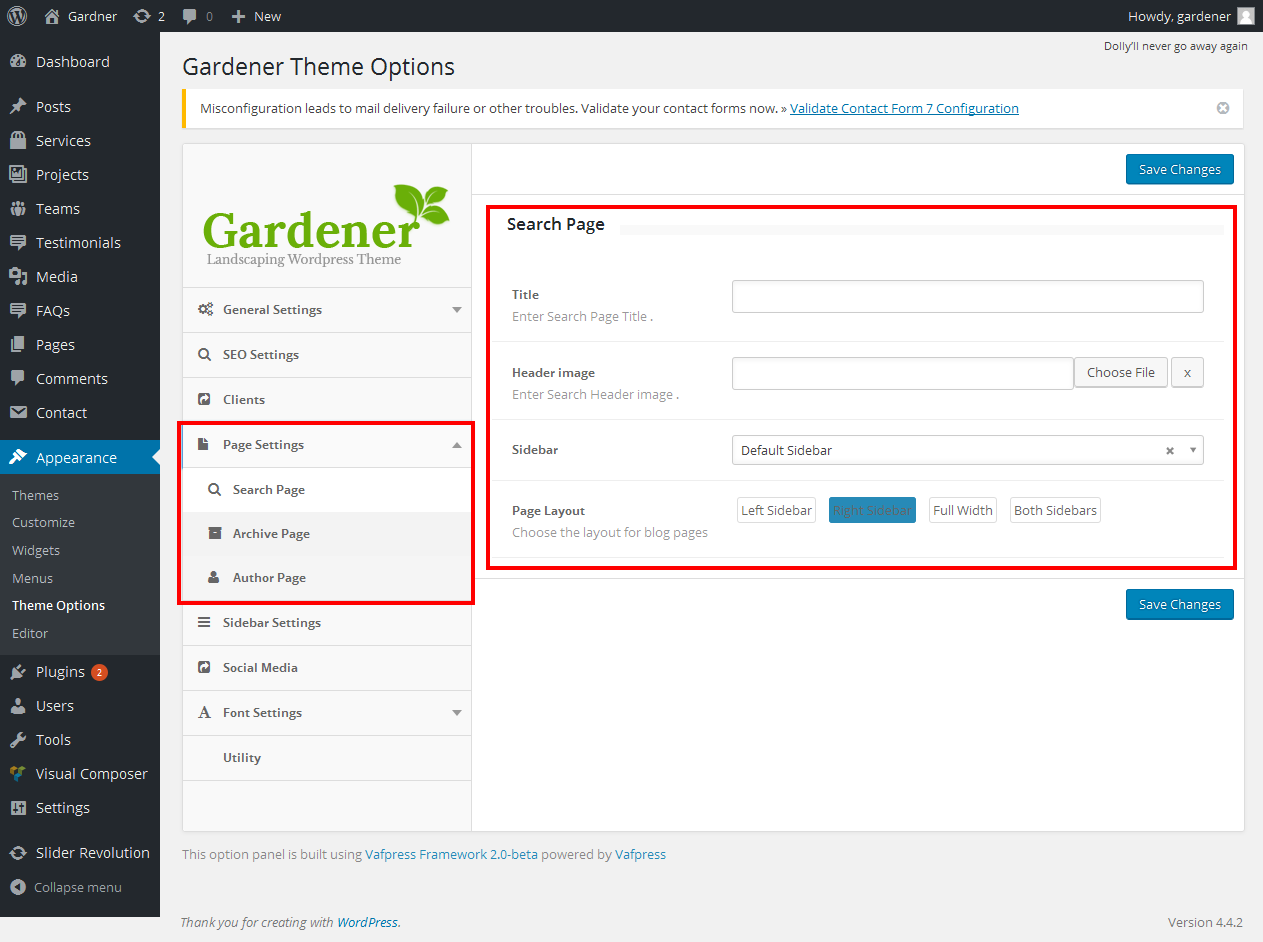 Gardner 2 0 New
Howdy, gardener
Dolly'll never go away again
Dashboard
Posts
Services
Projects
Teams
Testimonials
Media
FAQs
Pages
Comments
Contact
Appearance
Themes
Customize
Widgets
Menus
Theme Options
Editor
Plugins 2
Users
Tools
Visual Composer
Settings
Slider Revolution
Collapse menu
Gardener Theme Options
Misconfiguration leads to mail delivery failure or other troubles. Validate your contact forms now. » Validate Contact Form 7 Configuration
Gardener
Landscaping Wordpress Theme
General Settings
SEO Settings
Clients
Page Settings
Search Page
Archive Page
Author Page
Sidebar Settings
Social Media
Font Settings
Utility
Save Changes
Search Page
Title
Enter Search Page Title .
Header image
Choose File x
Enter Search Header image .
Sidebar
Default Sidebar
Page Layout
Left Sidebar Right Sidebar Full Width Both Sidebars
Choose the layout for blog pages
Save Changes
This option panel is built using Vafpress Framework 2.0-beta powered by Vafpress
Thank you for creating with WordPress.
Version 4.4.2